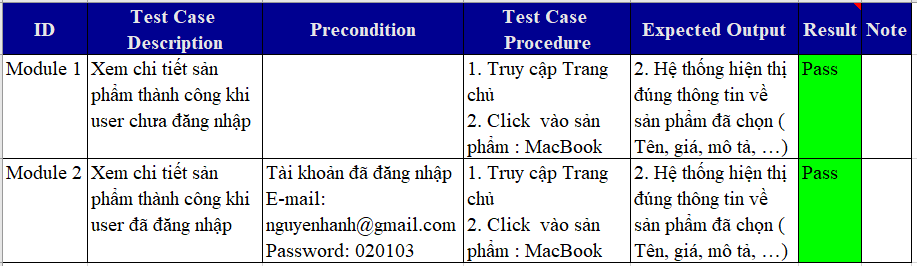 ID
Test Case
Description
Precondition
Test Case
Procedure
Expected Output
Result
Note
Module 1
Xem chi tiết sản
phẩm thành công khi
user chưa đăng nhập
1. Truy cập Trang
chủ
2. Click  vào sản
phẩm : MacBook
2. Hệ thống hiện thị
đúng thông tin về
sản phẩm đã chọn (
Tên, giá, mô tả, …)
Pass
Module 2
Xem chi tiết sản
phẩm thành công khi
user đã đăng nhập
Tài khoản đã đăng nhập
E-mail:
nguyenhanh@gmail.com
Password: 020103
1. Truy cập Trang
chủ
2. Click  vào sản
phẩm : MacBook
2. Hệ thống hiện thị
đúng thông tin về
sản phẩm đã chọn (
Tên, giá, mô tả, …)
Pass